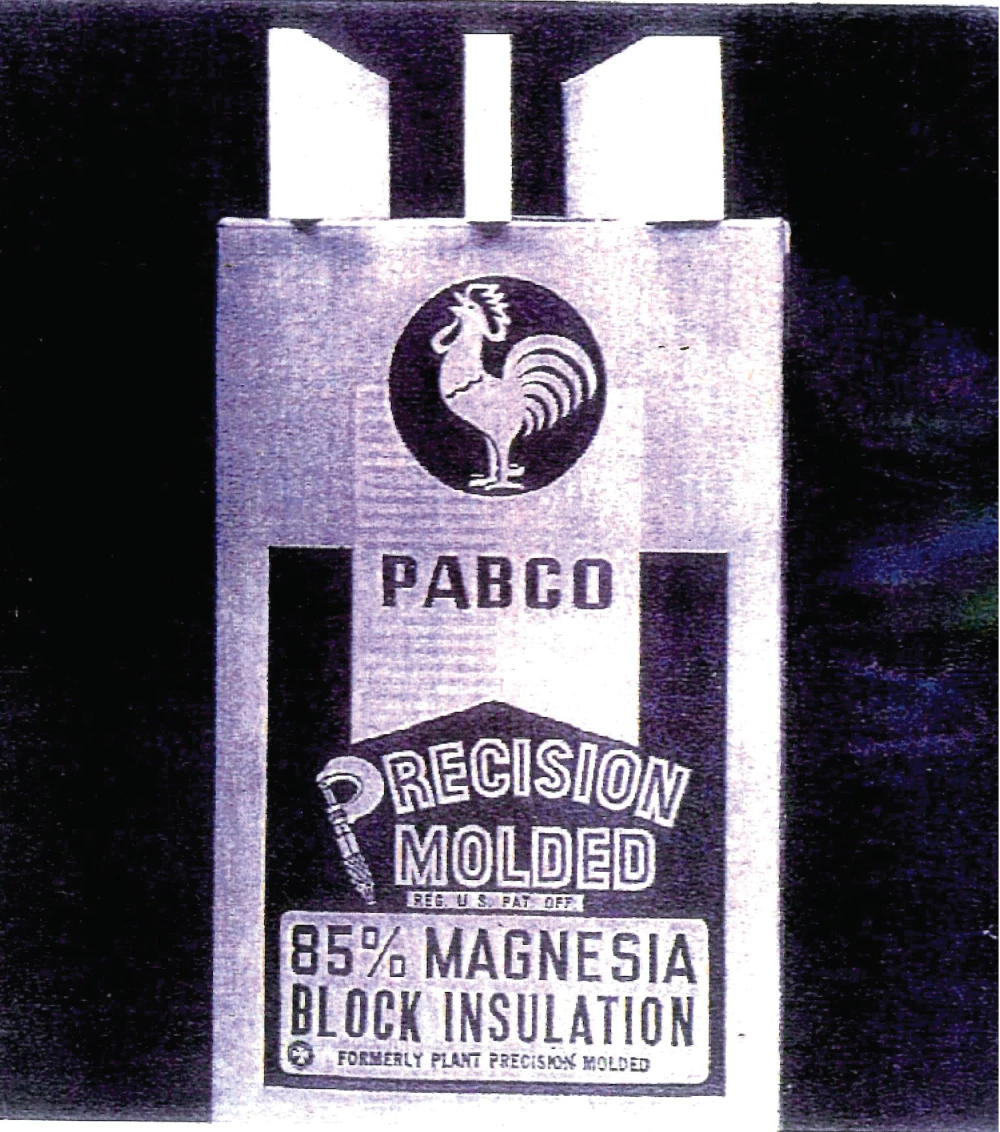 PABCO
PRECISION
MOLDED
REG. U.S. PAT. OFF.
85% MAGNESIA
BLOCK INSULATION
FORMERLY PLANT PRECISION MOLDED